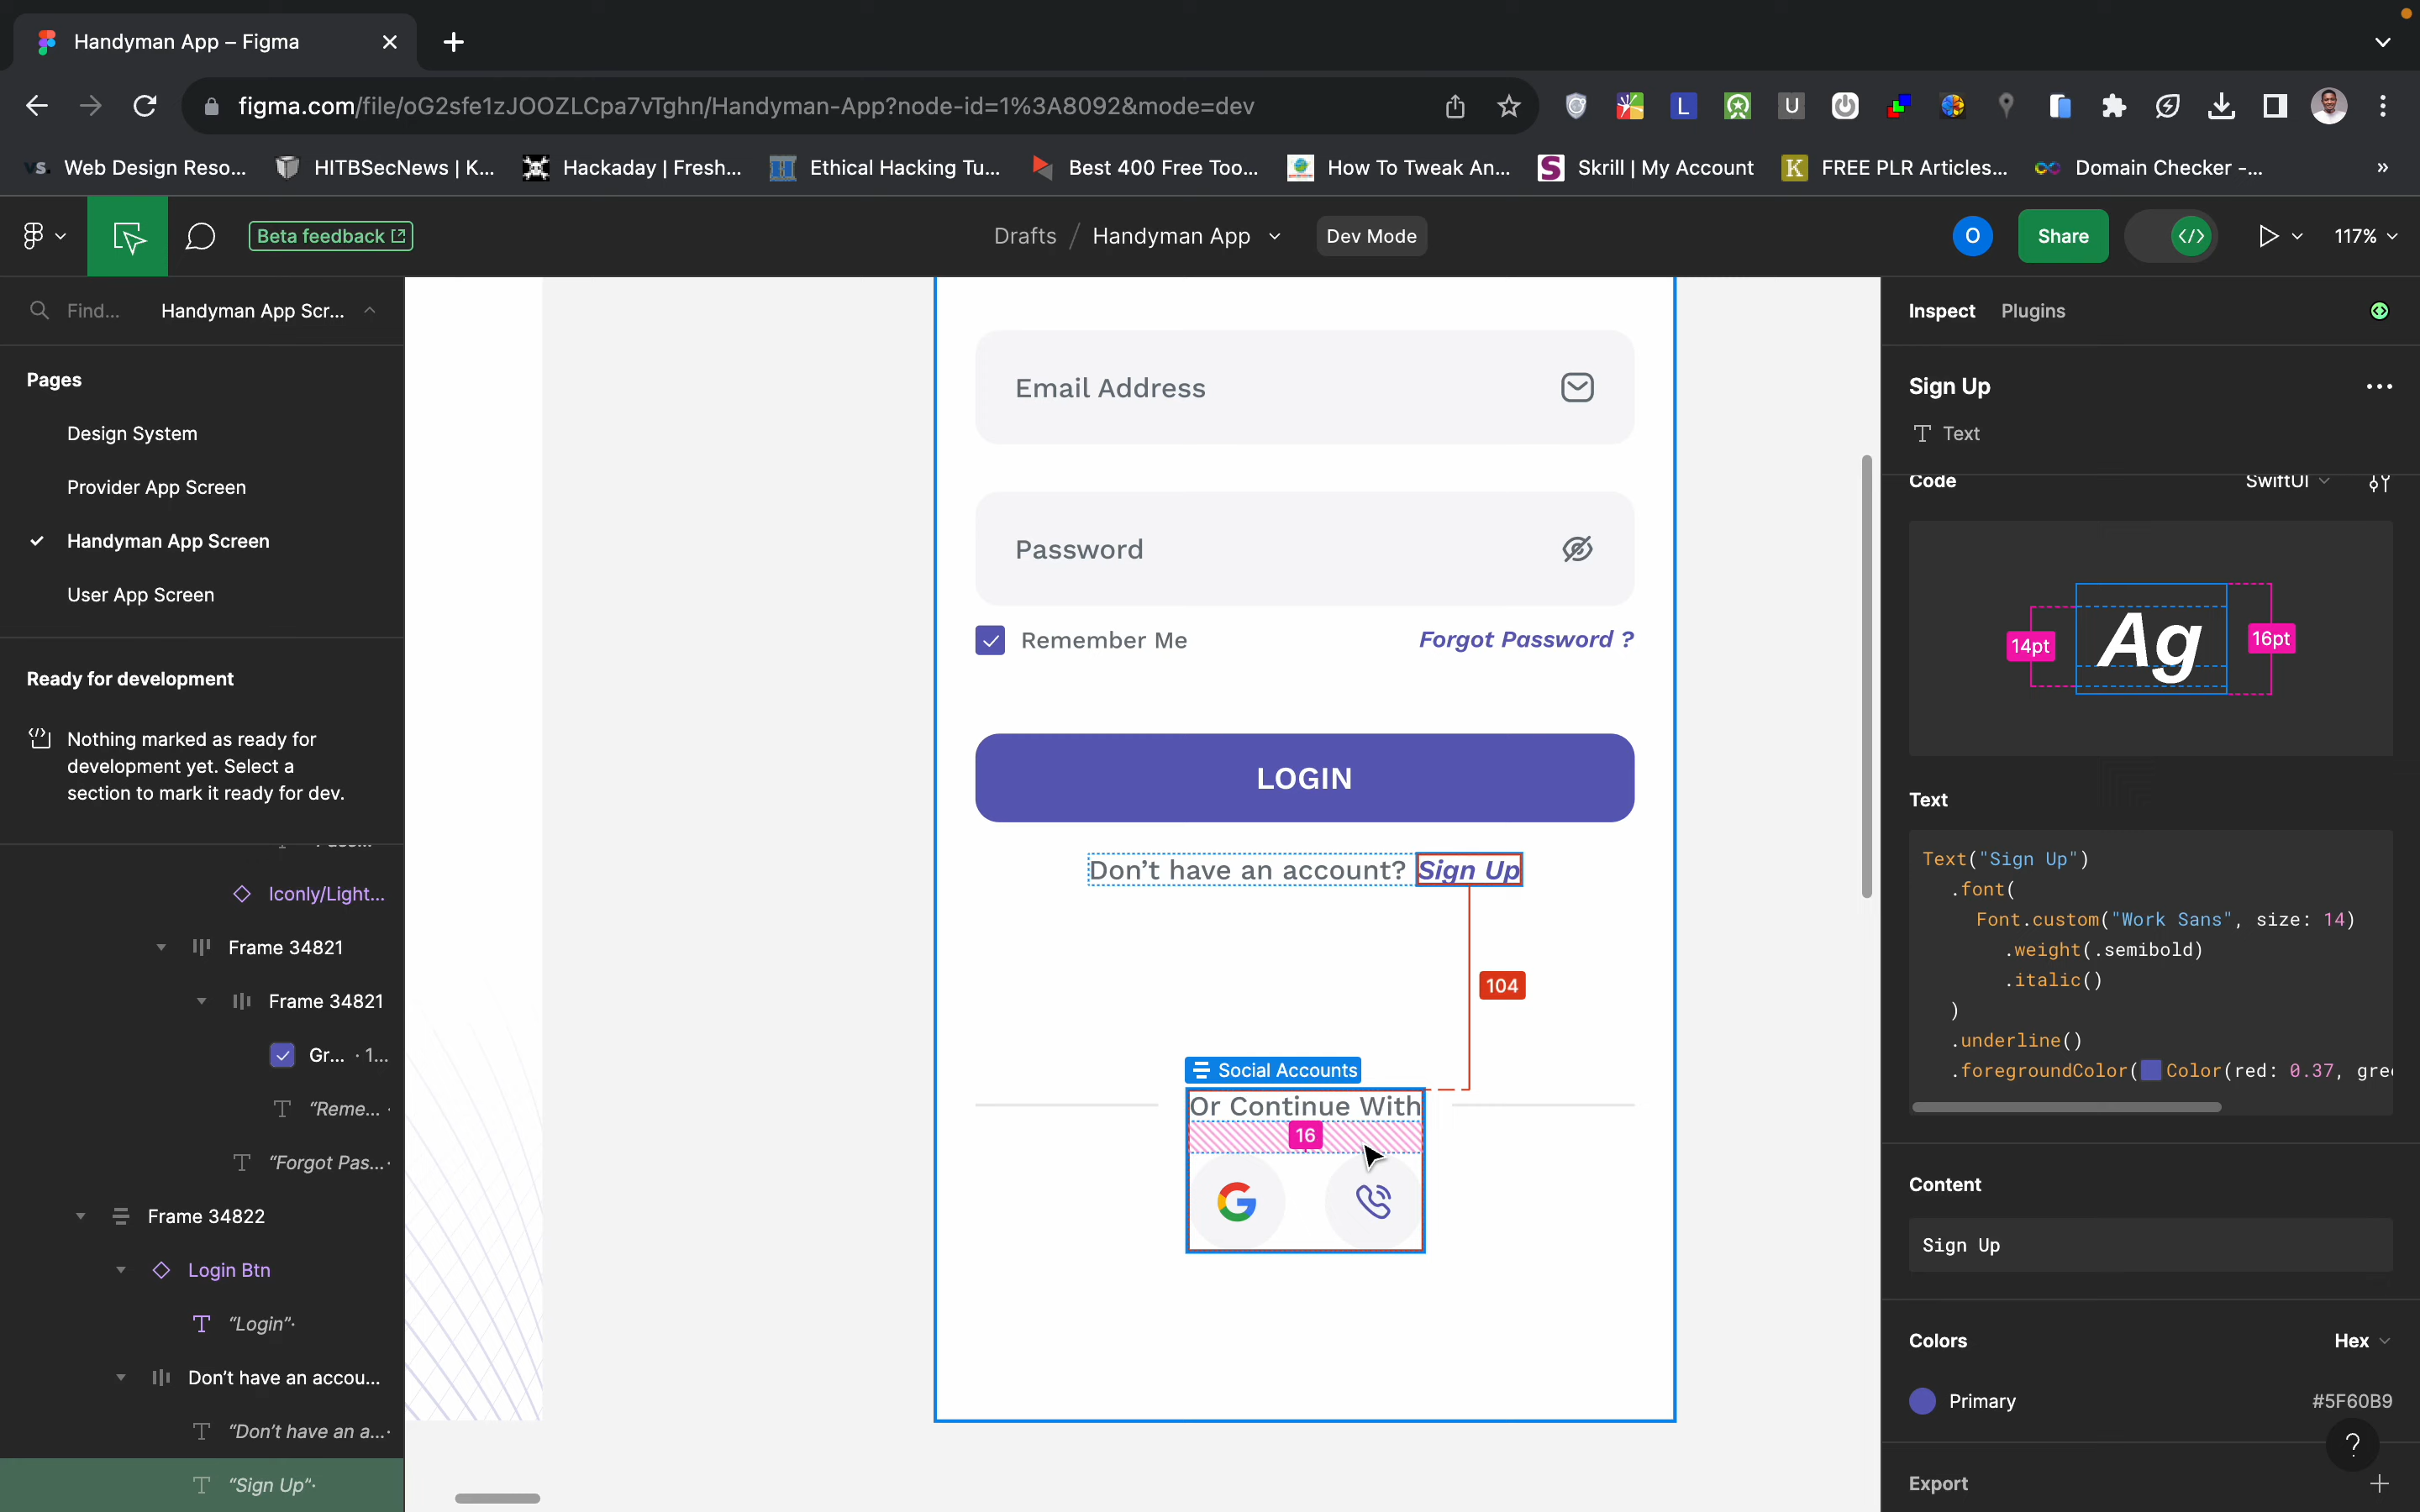 Handyman App – Figma
figma.com/file/oG2sfe1zJOOZLCpa7vTghn/Handyman-App?node-id=1%3A8092&mode=dev
L
U
vs. Web Design Reso...
HITBSecNews | K...
Hackaday | Fresh...
Ethical Hacking Tu...
Best 400 Free Too...
How To Tweak An...
S Skrill | My Account
K FREE PLR Articles...
Domain Checker -...
»
Beta feedback
Drafts / Handyman App
Dev Mode
O
Share
</>
117%
Find...
Handyman App Scr...
Pages
Design System
Provider App Screen
Handyman App Screen
User App Screen
Ready for development
Nothing marked as ready for
development yet. Select a
section to mark it ready for dev.
Iconly/Light...
Frame 34821
Frame 34821
Gr... · 1...
“Reme... ·
“Forgot Pas...·
Frame 34822
Login Btn
“Login”·
Don’t have an accou...
“Don’t have an a...·
“Sign Up”·
Email Address
Password
Remember Me
Forgot Password ?
LOGIN
Don’t have an account? Sign Up
104
Social Accounts
Or Continue With
16
Inspect
Plugins
Sign Up
Text
Code
SwiftUI
14pt
Ag
16pt
Text
Text("Sign Up")
.font(
Font.custom("Work Sans", size: 14)
.weight(.semibold)
.italic()
)
.underline()
.foregroundColor(Color(red: 0.37, gree
Content
Sign Up
Colors
Hex
Primary
#5F60B9
?
Export